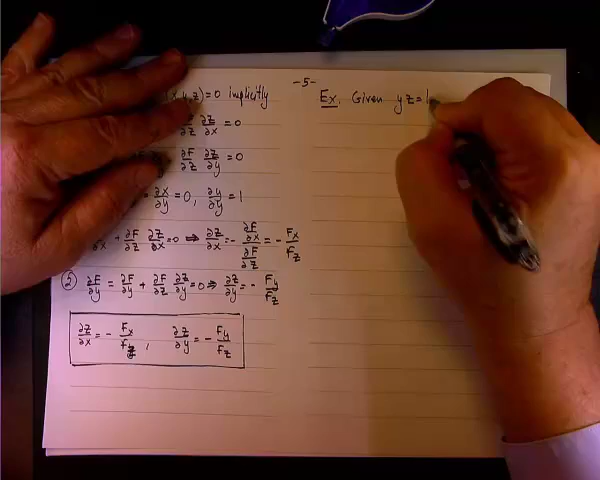 -5-
x, y, z) = 0 implicitly
∂z/∂x = 0
∂F/∂z ∂z/∂y = 0
= ∂x/∂y = 0, ∂y/∂y = 1
∂x + ∂F/∂z ∂z/∂x = 0 ⇒ ∂z/∂x = - (∂F/∂x)/(∂F/∂z) = - Fx/Fz
② ∂F/∂y = ∂F/∂y + ∂F/∂z ∂z/∂y = 0 ⇒ ∂z/∂y = - Fy/Fz
∂z/∂x = - Fx/Fz, ∂z/∂y = - Fy/Fz
Ex. Given yz =